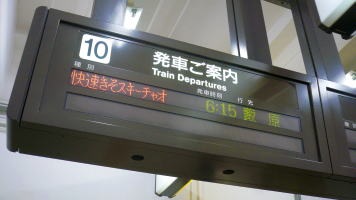 10
発車ご案内
Train Departures
種別 発車時刻 行先
快速きそスキーチャオ 6:15 薮原